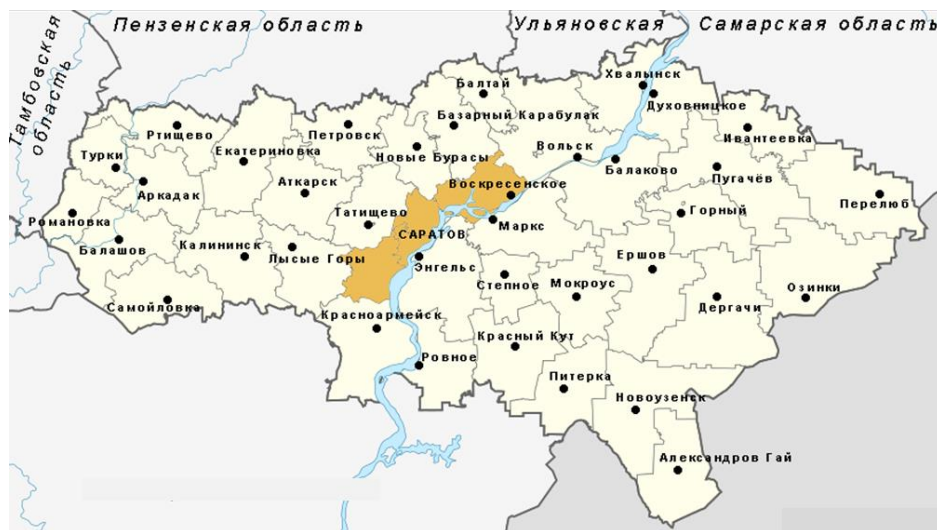 Пензенская область
Ульяновская
Самарская область
Тамбовская
область
Хвалынск
Балтай
Духовницкое
Базарный Карабулак
Ртищево
Петровск
Ивантеевка
Екатериновка
Новые Бурасы
Вольск
Турки
Балаково
Пугачёв
Аркадак
Аткарск
Воскресенское
Перелюб
Романовка
Татищево
Горный
Маркс
Балашов
Калининск
САРАТОВ
Лысые Горы
Энгельс
Ершов
Степное
Мокроус
Озинки
Самойловка
Дергачи
Красноармейск
Красный Кут
Ровное
Питерка
Новоузенск
Александров Гай